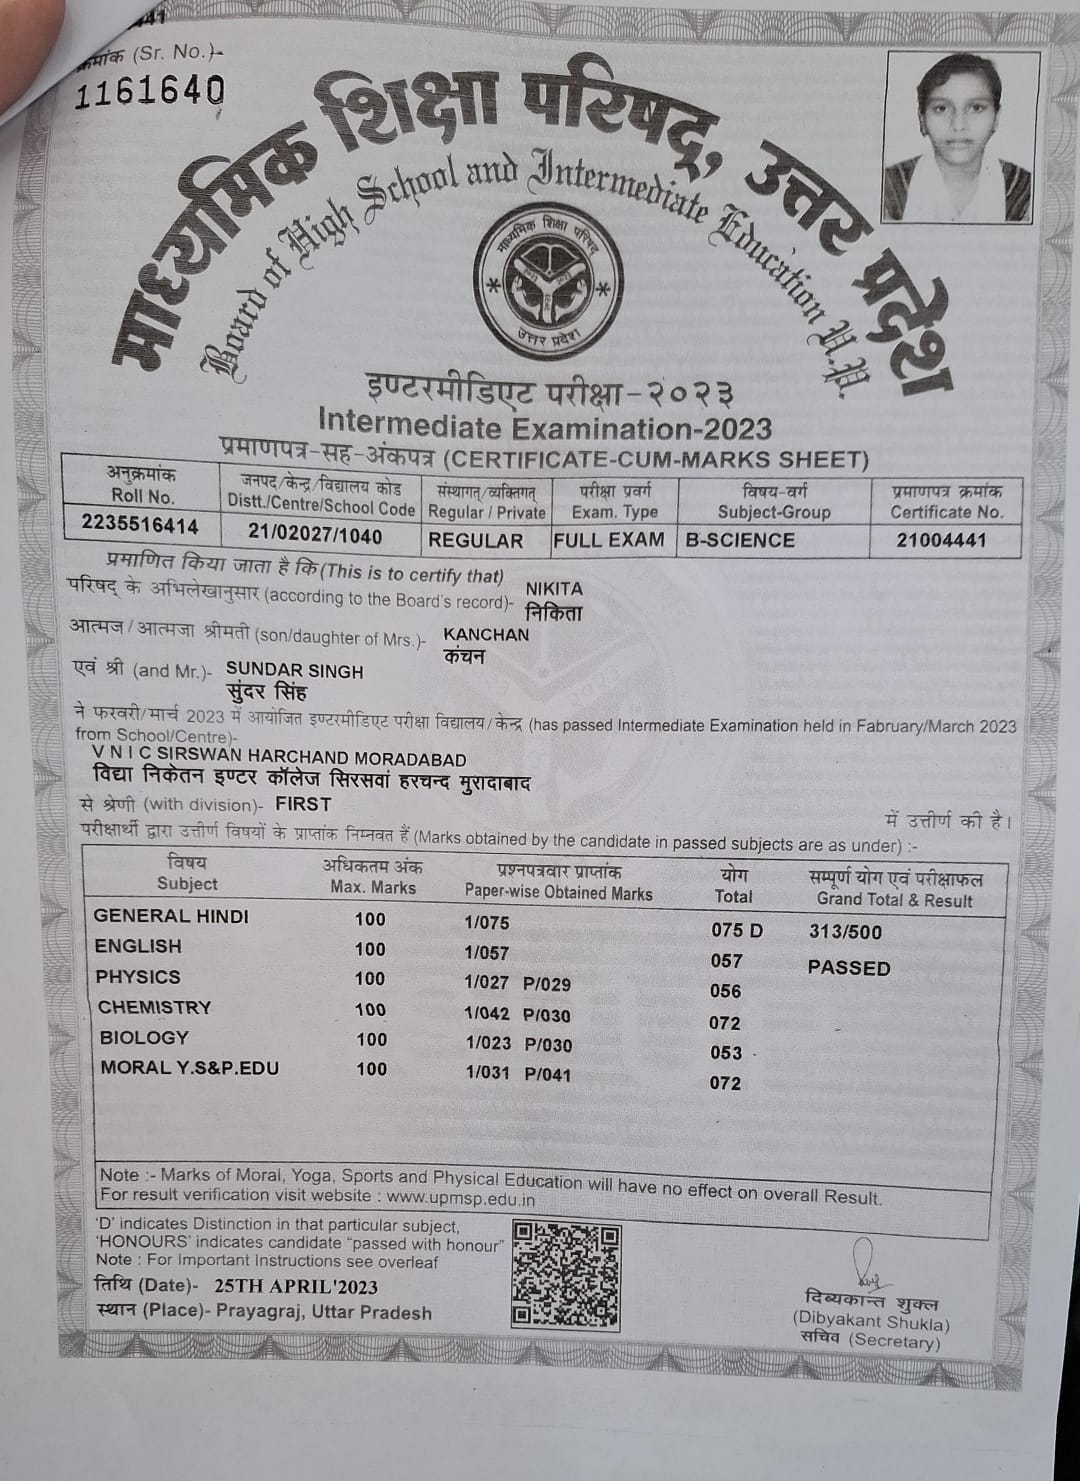 441
क्रमांक (Sr. No.)-
1161640
माध्यमिक शिक्षा परिषद्, उत्तर प्रदेश
Board of High School and Intermediate Education U.P.
माध्यमिक शिक्षा परिषद्
उत्तर प्रदेश
इण्टरमीडिएट परीक्षा-२०२३
Intermediate Examination-2023
प्रमाणपत्र-सह-अंकपत्र (CERTIFICATE-CUM-MARKS SHEET)
अनुक्रमांक जनपद/केन्द्र/विद्यालय कोड संस्थागत/व्यक्तिगत परीक्षा प्रवर्ग विषय-वर्ग प्रमाणपत्र क्रमांक
Roll No. Distt./Centre/School Code Regular / Private Exam. Type Subject-Group Certificate No.
2235516414 21/02027/1040 REGULAR FULL EXAM B-SCIENCE 21004441
प्रमाणित किया जाता है कि (This is to certify that)
परिषद् के अभिलेखानुसार (according to the Board's record)- NIKITA
निकिता
आत्मज/आत्मजा श्रीमती (son/daughter of Mrs.)- KANCHAN
कंचन
एवं श्री (and Mr.)- SUNDAR SINGH
सुंदर सिंह
ने फरवरी/मार्च 2023 में आयोजित इण्टरमीडिएट परीक्षा विद्यालय/केन्द्र (has passed Intermediate Examination held in Fabruary/March 2023
from School/Centre)-
V N I C SIRSWAN HARCHAND MORADABAD
विद्या निकेतन इण्टर कॉलेज सिरसवां हरचन्द मुरादाबाद
से श्रेणी (with division)- FIRST में उत्तीर्ण की है।
परीक्षार्थी द्वारा उत्तीर्ण विषयों के प्राप्तांक निम्नवत हैं (Marks obtained by the candidate in passed subjects are as under) :-
विषय अधिकतम अंक प्रश्नपत्रवार प्राप्तांक योग सम्पूर्ण योग एवं परीक्षाफल
Subject Max. Marks Paper-wise Obtained Marks Total Grand Total & Result
GENERAL HINDI 100 1/075 075 D 313/500
ENGLISH 100 1/057 057 PASSED
PHYSICS 100 1/027 P/029 056
CHEMISTRY 100 1/042 P/030 072
BIOLOGY 100 1/023 P/030 053
MORAL Y.S&P.EDU 100 1/031 P/041 072
Note :- Marks of Moral, Yoga, Sports and Physical Education will have no effect on overall Result.
For result verification visit website : www.upmsp.edu.in
'D' indicates Distinction in that particular subject,
'HONOURS' indicates candidate "passed with honour"
Note : For Important Instructions see overleaf
तिथि (Date)- 25TH APRIL'2023
स्थान (Place)- Prayagraj, Uttar Pradesh
दिब्यकान्त शुक्ल
(Dibyakant Shukla)
सचिव (Secretary)